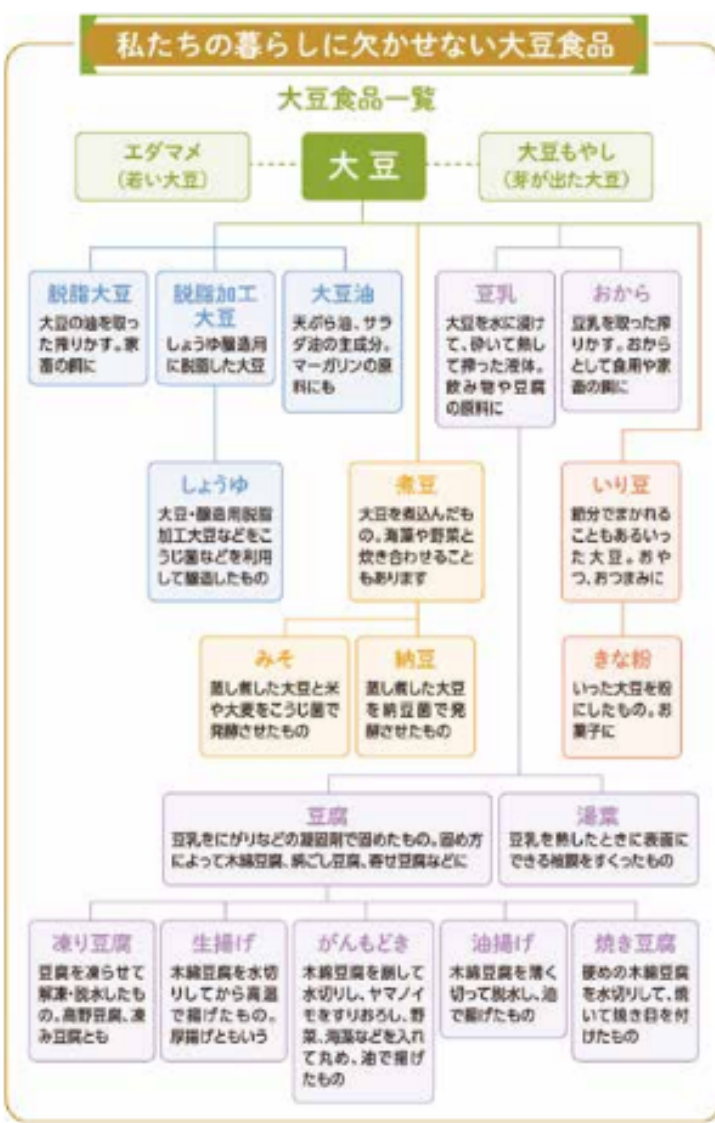 私たちの暮らしに欠かせない大豆食品
大豆食品一覧
エダマメ
(若い大豆)
大豆
大豆もやし
(芽が出た大豆)
脱脂大豆
大豆の油を取っ
た搾りかす。家
畜の餌に
脱脂加工
大豆
しょうゆ醸造用
に脱脂した大豆
大豆油
天ぷら油、サラ
ダ油の主成分。
マーガリンの原
料にも
豆乳
大豆を水に浸け
て、砕いて熱し
て搾った液体。
飲み物や豆腐
の原料に
おから
豆乳を取った搾
りかす。おから
として食用や家
畜の餌に
しょうゆ
大豆・醸造用脱脂
加工大豆などをこ
うじ菌などを利用
して醸造したもの
煮豆
大豆を煮込んだも
の。海藻や野菜と
炊き合わせること
もあります
いり豆
節分でまかれる
こともあるいっ
た大豆。おや
つ、おつまみに
みそ
蒸し煮した大豆と米
や大麦をこうじ菌で
発酵させたもの
納豆
蒸し煮した大豆
を納豆菌で発
酵させたもの
きな粉
いった大豆を粉
にしたもの。お
菓子に
豆腐
豆乳をにがりなどの凝固剤で固めたもの。固め方
によって木綿豆腐、絹ごし豆腐、寄せ豆腐などに
湯葉
豆乳を熱したときに表面に
できる被膜をすくったもの
凍り豆腐
豆腐を凍らせて
解凍・脱水したも
の。高野豆腐、凍
み豆腐とも
生揚げ
木綿豆腐を水切
りしてから高温
で揚げたもの。
厚揚げともいう
がんもどき
木綿豆腐を崩して
水切りし、ヤマノイ
モをすりおろし、野
菜、海藻などを入れ
て丸め、油で揚げ
たもの
油揚げ
木綿豆腐を薄く
切って脱水し、油
で揚げたもの
焼き豆腐
硬めの木綿豆腐
を水切りして、焼
いて焼き目を付
けたもの